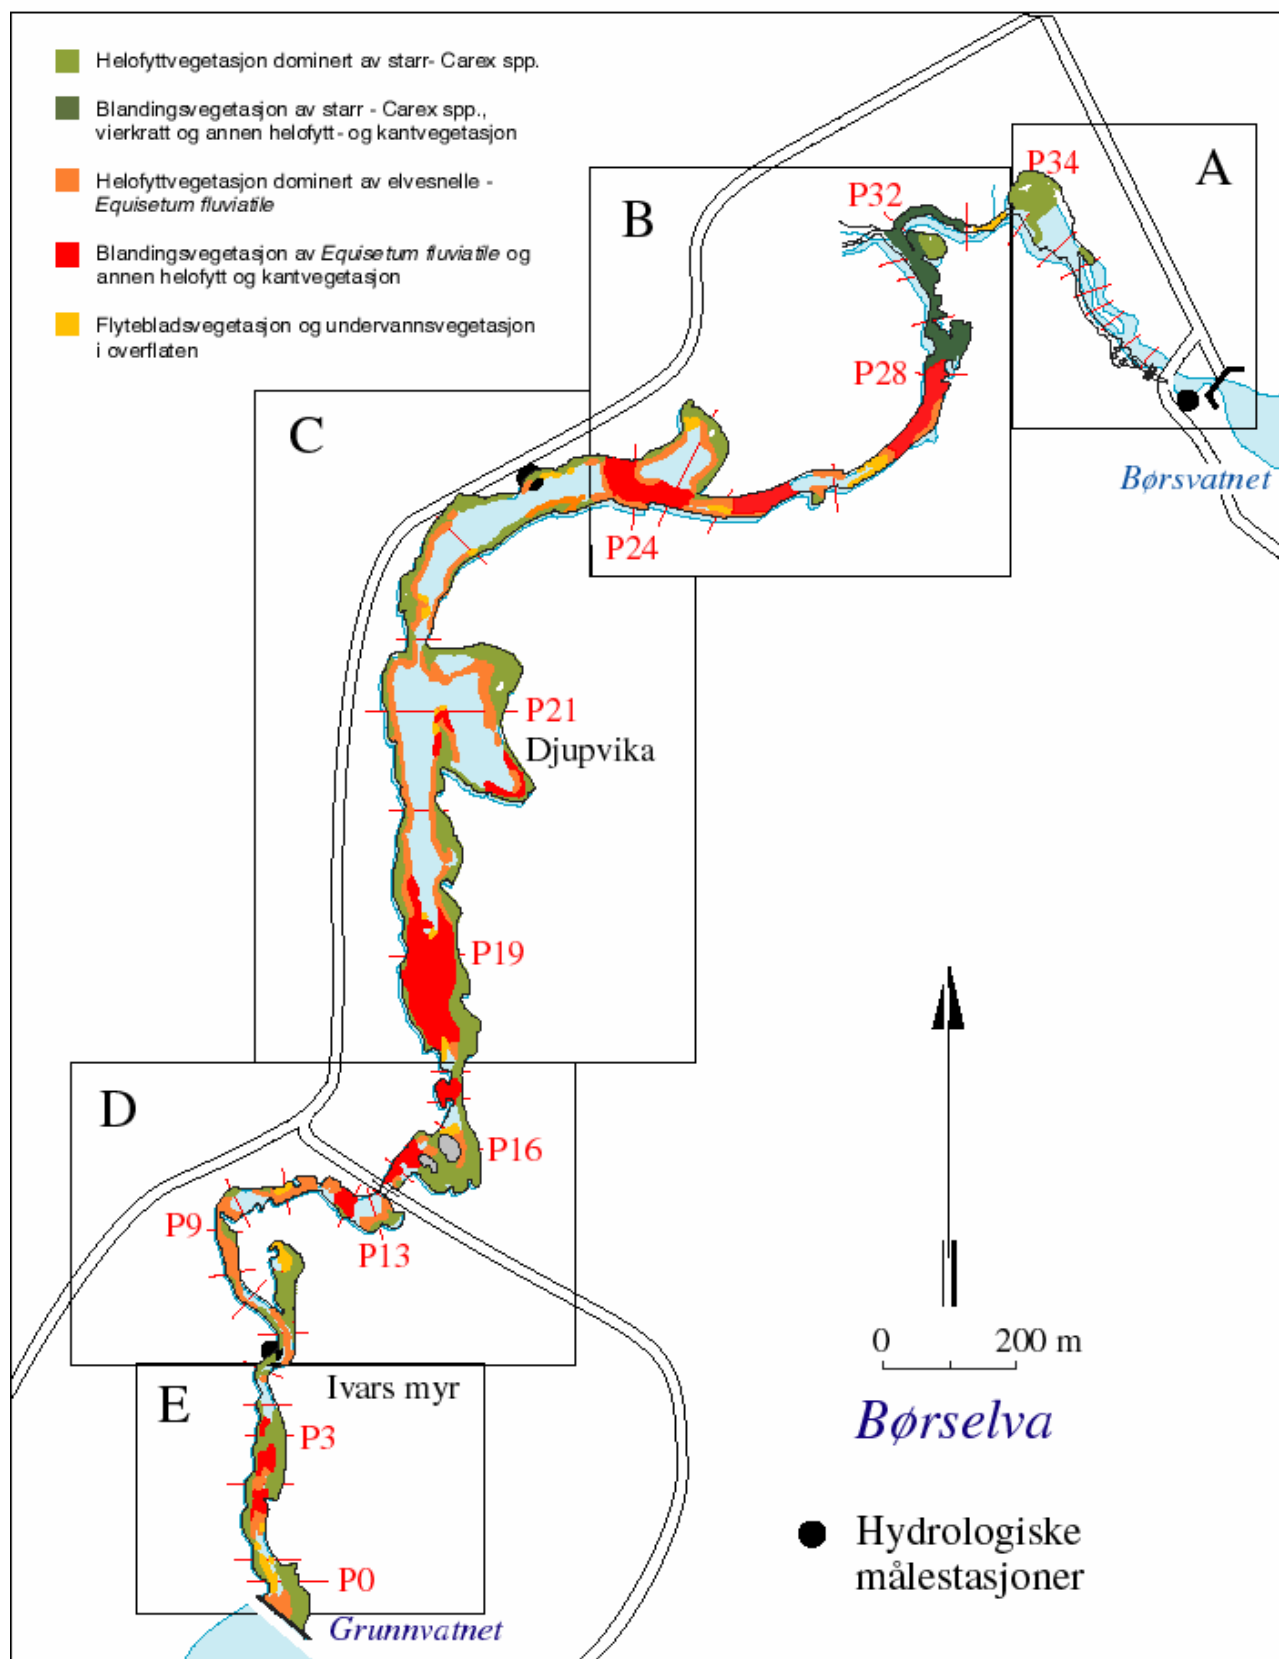 Helofyttvegetasjon dominert av starr- Carex spp.
Blandingsvegetasjon av starr - Carex spp.,
vierkratt og annen helofytt- og kantvegetasjon
Helofyttvegetasjon dominert av elvesnelle -
Equisetum fluviatile
Blandingsvegetasjon av Equisetum fluviatile og
annen helofytt og kantvegetasjon
Flytebladsvegetasjon og undervannsvegetasjon
i overflaten
A
P34
B
P32
P28
Børsvatnet
C
P24
P21
Djupvika
P19
D
P16
P9
P13
0 200 m
E
Ivars myr
P3
Børselva
P0
Grunnvatnet
Hydrologiske
målestasjoner